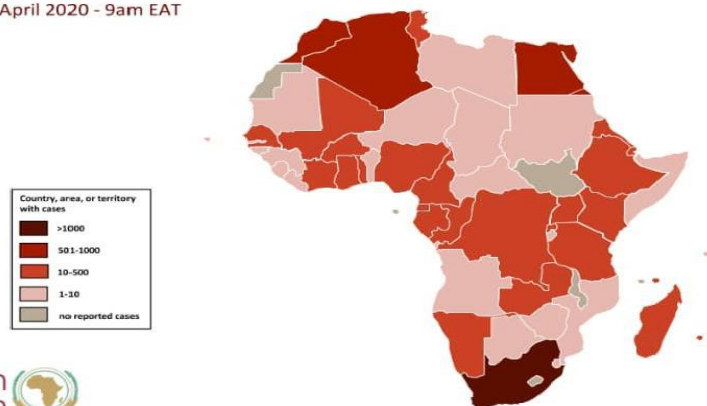 April 2020 - 9am EAT
Country, area, or territory
with cases
>1000
501-1000
10-500
1-10
no reported cases